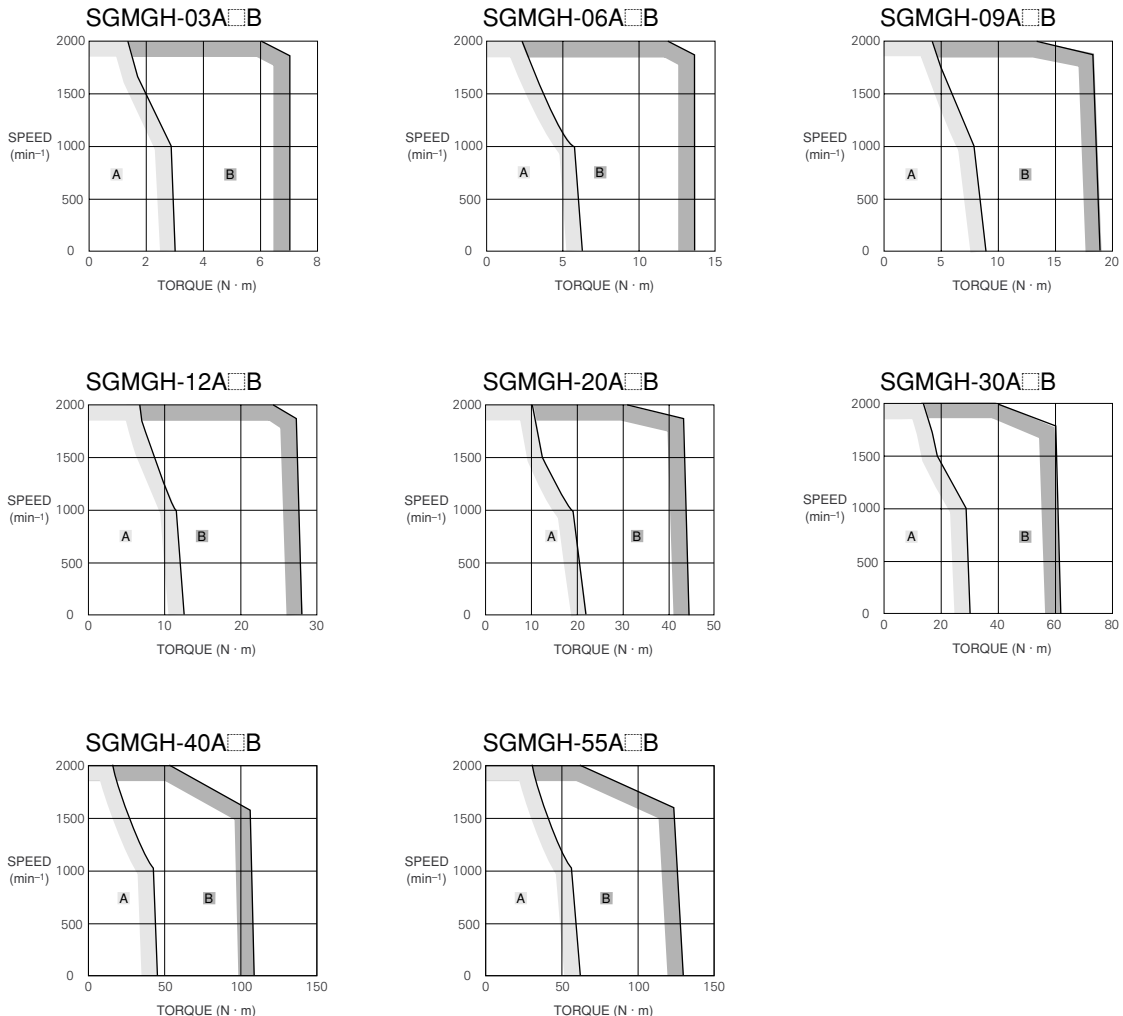 SGMGH-03A□B
2000
1500
SPEED
(min−1)
1000
A
B
500
0
0 2 4 6 8
TORQUE (N · m)
SGMGH-06A□B
2000
1500
SPEED
(min−1)
1000
A
B
500
0
0 5 10 15
TORQUE (N · m)
SGMGH-09A□B
2000
1500
SPEED
(min−1)
1000
A
B
500
0
0 5 10 15 20
TORQUE (N · m)
SGMGH-12A□B
2000
1500
SPEED
(min−1)
1000
A
B
500
0
0 10 20 30
TORQUE (N · m)
SGMGH-20A□B
2000
1500
SPEED
(min−1)
1000
A
B
500
0
0 10 20 30 40 50
TORQUE (N · m)
SGMGH-30A□B
2000
1500
SPEED
(min−1)
1000
A
B
500
0
0 20 40 60 80
TORQUE (N · m)
SGMGH-40A□B
2000
1500
SPEED
(min−1)
1000
A
B
500
0
0 50 100 150
TORQUE (N · m)
SGMGH-55A□B
2000
1500
SPEED
(min−1)
1000
A
B
500
0
0 50 100 150
TORQUE (N · m)